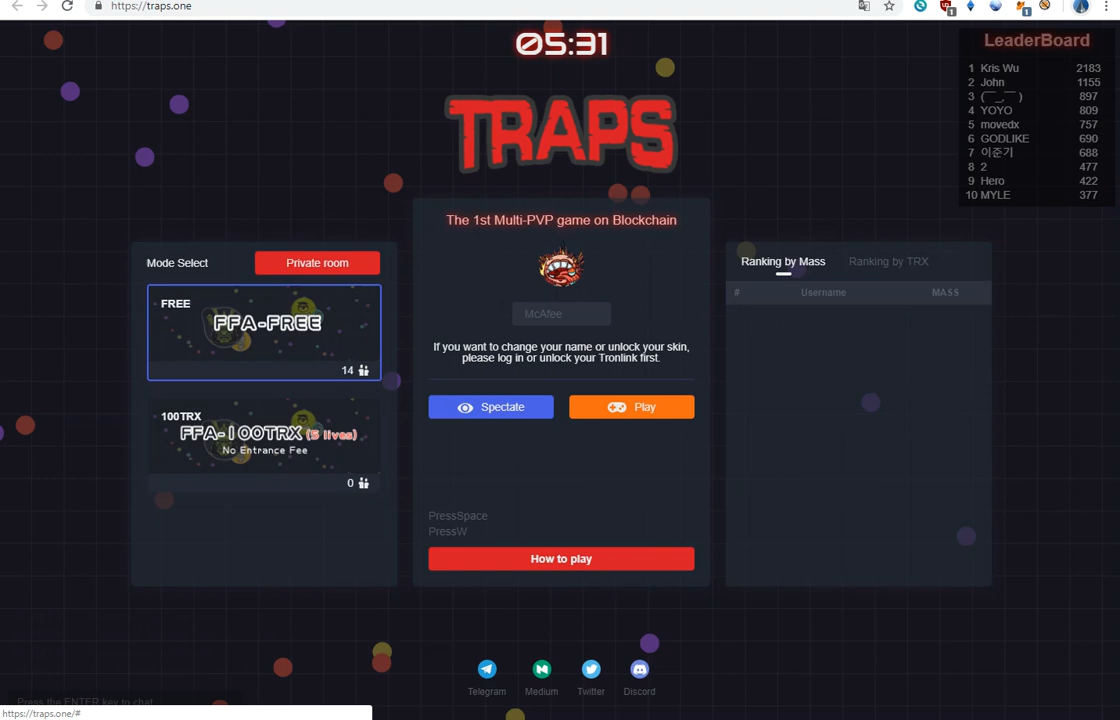 https://traps.one
1
1
05:31
TRAPS
LeaderBoard
1 Kris Wu 2183
2 John 1155
3 (￣_,￣ ) 897
4 YOYO 809
5 movedx 757
6 GODLIKE 690
7 이준기 688
8 2 477
9 Hero 422
10 MYLE 377
The 1st Multi-PVP game on Blockchain
Mode Select
Private room
FREE
FFA-FREE
14
100TRX
FFA-100TRX (5 lives)
No Entrance Fee
0
McAfee
If you want to change your name or unlock your skin,
please log in or unlock your Tronlink first.
Spectate
Play
PressSpace
PressW
How to play
Ranking by Mass
Ranking by TRX
# Username MASS
Telegram
Medium
Twitter
Discord
Press the ENTER key to chat
https://traps.one/#